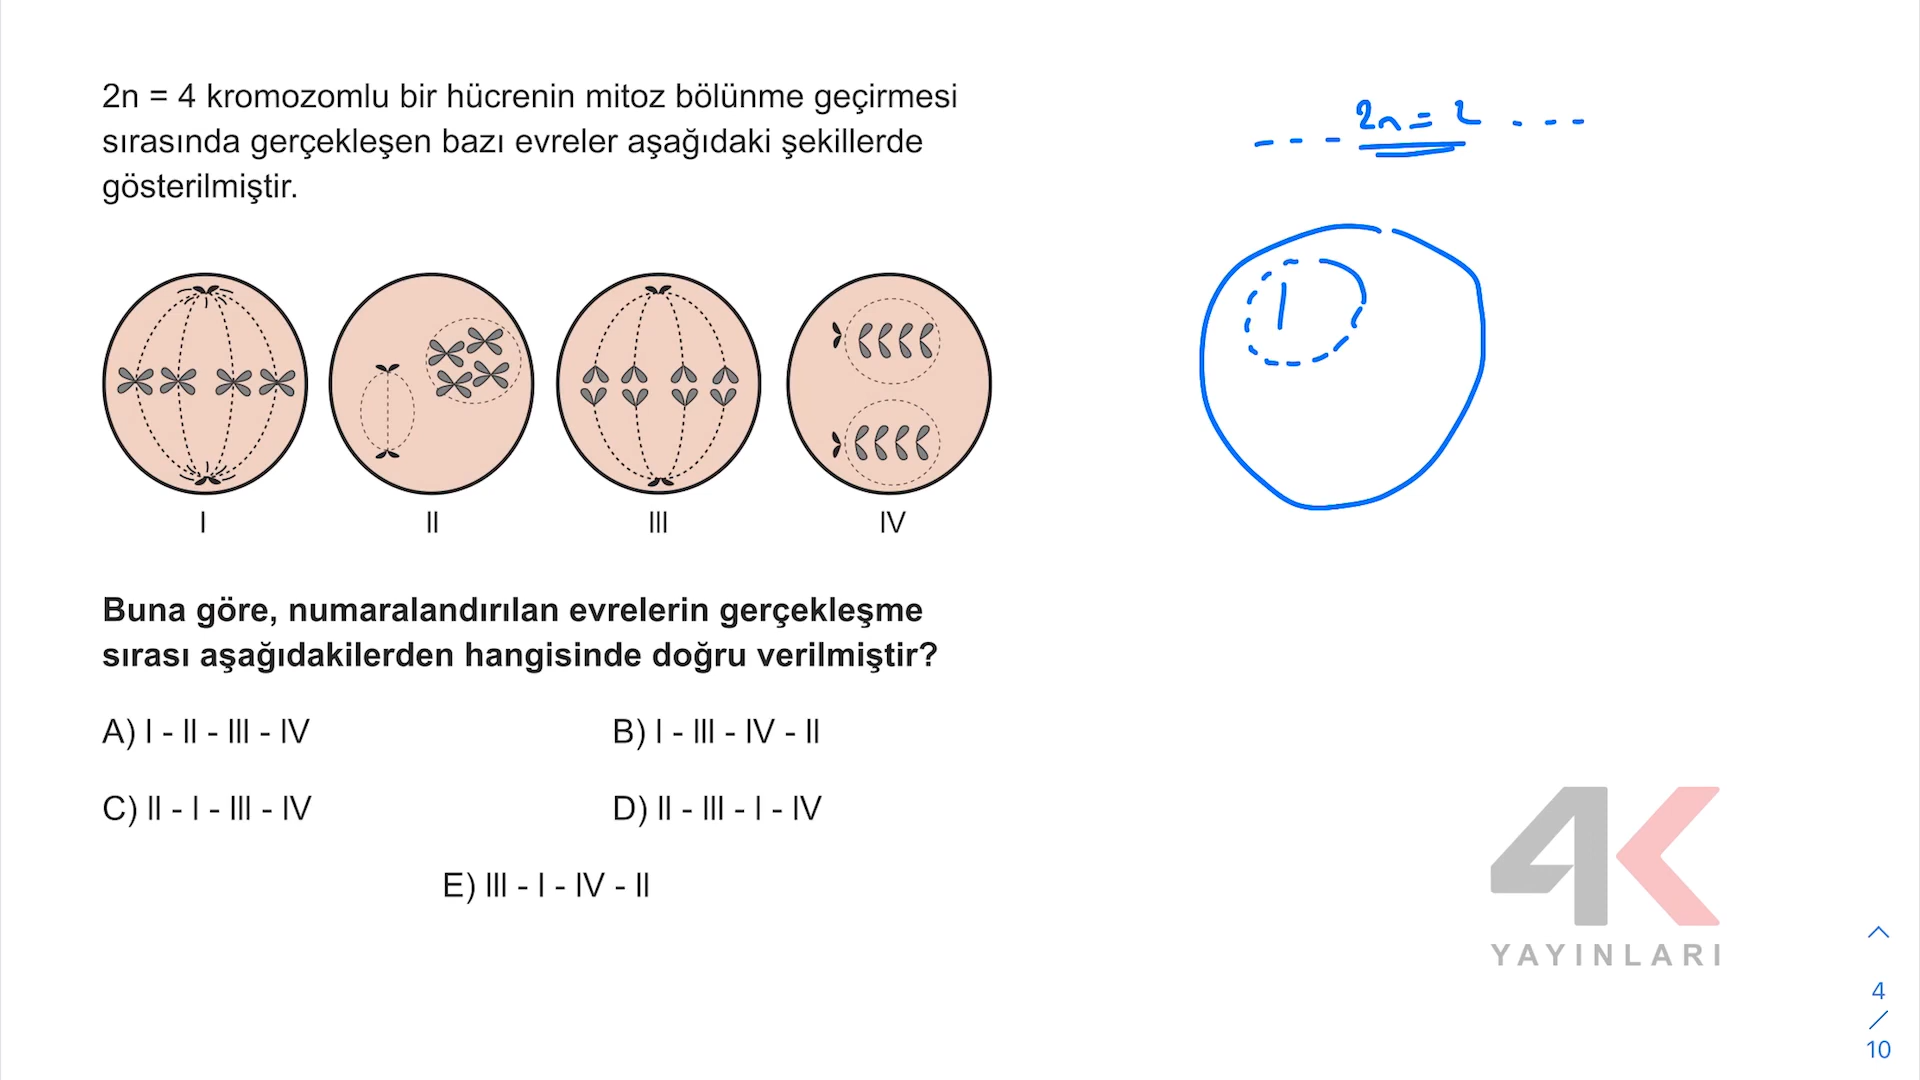 2n = 4 kromozomlu bir hücrenin mitoz bölünme geçirmesi
sırasında gerçekleşen bazı evreler aşağıdaki şekillerde
gösterilmiştir.
I II III IV
Buna göre, numaralandırılan evrelerin gerçekleşme
sırası aşağıdakilerden hangisinde doğru verilmiştir?
A) I - II - III - IV
B) I - III - IV - II
C) II - I - III - IV
D) II - III - I - IV
E) III - I - IV - II
--- 2n = 2 ---
4K
YAYINLARI
4
/
10